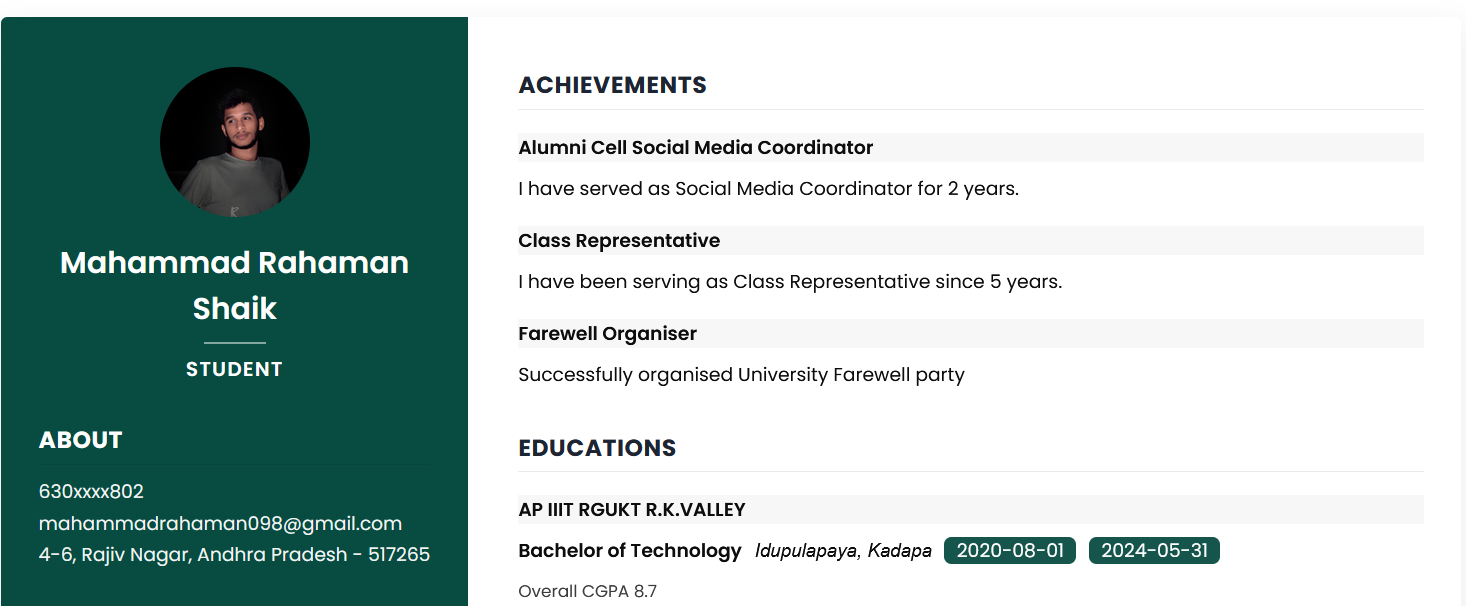 Mahammad Rahaman
Shaik
STUDENT
ABOUT
630xxxx802
mahammadrahaman098@gmail.com
4-6, Rajiv Nagar, Andhra Pradesh - 517265
ACHIEVEMENTS
Alumni Cell Social Media Coordinator
I have served as Social Media Coordinator for 2 years.
Class Representative
I have been serving as Class Representative since 5 years.
Farewell Organiser
Successfully organised University Farewell party
EDUCATIONS
AP IIIT RGUKT R.K.VALLEY
Bachelor of Technology Idupulapaya, Kadapa 2020-08-01 2024-05-31
Overall CGPA 8.7